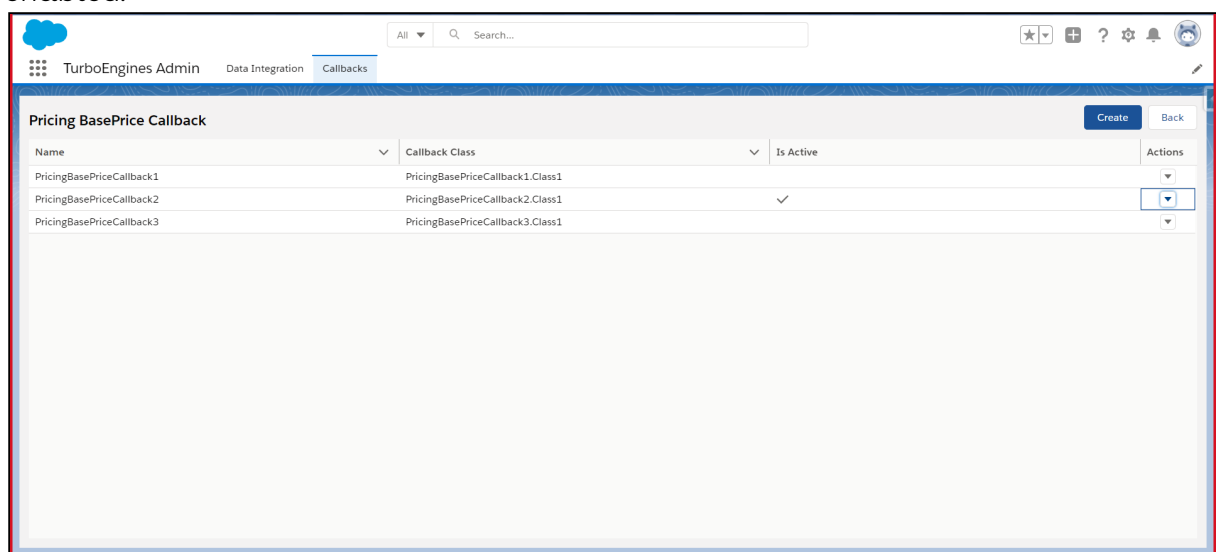 All Search...
TurboEngines Admin Data Integration Callbacks
Pricing BasePrice Callback Create Back
Name Callback Class Is Active Actions
PricingBasePriceCallback1 PricingBasePriceCallback1.Class1
PricingBasePriceCallback2 PricingBasePriceCallback2.Class1
PricingBasePriceCallback3 PricingBasePriceCallback3.Class1